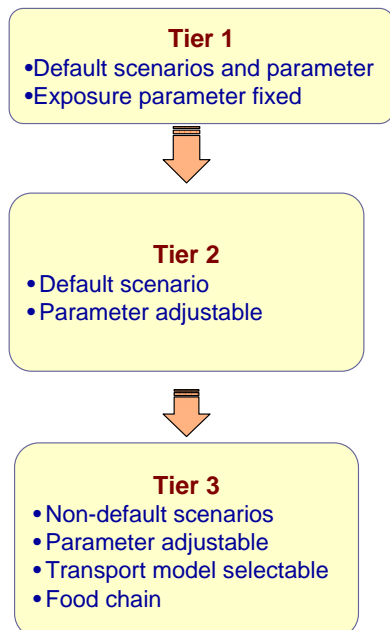 Tier 1
•Default scenarios and parameter
•Exposure parameter fixed
Tier 2
• Default scenario
• Parameter adjustable
Tier 3
• Non-default scenarios
• Parameter adjustable
• Transport model selectable
• Food chain